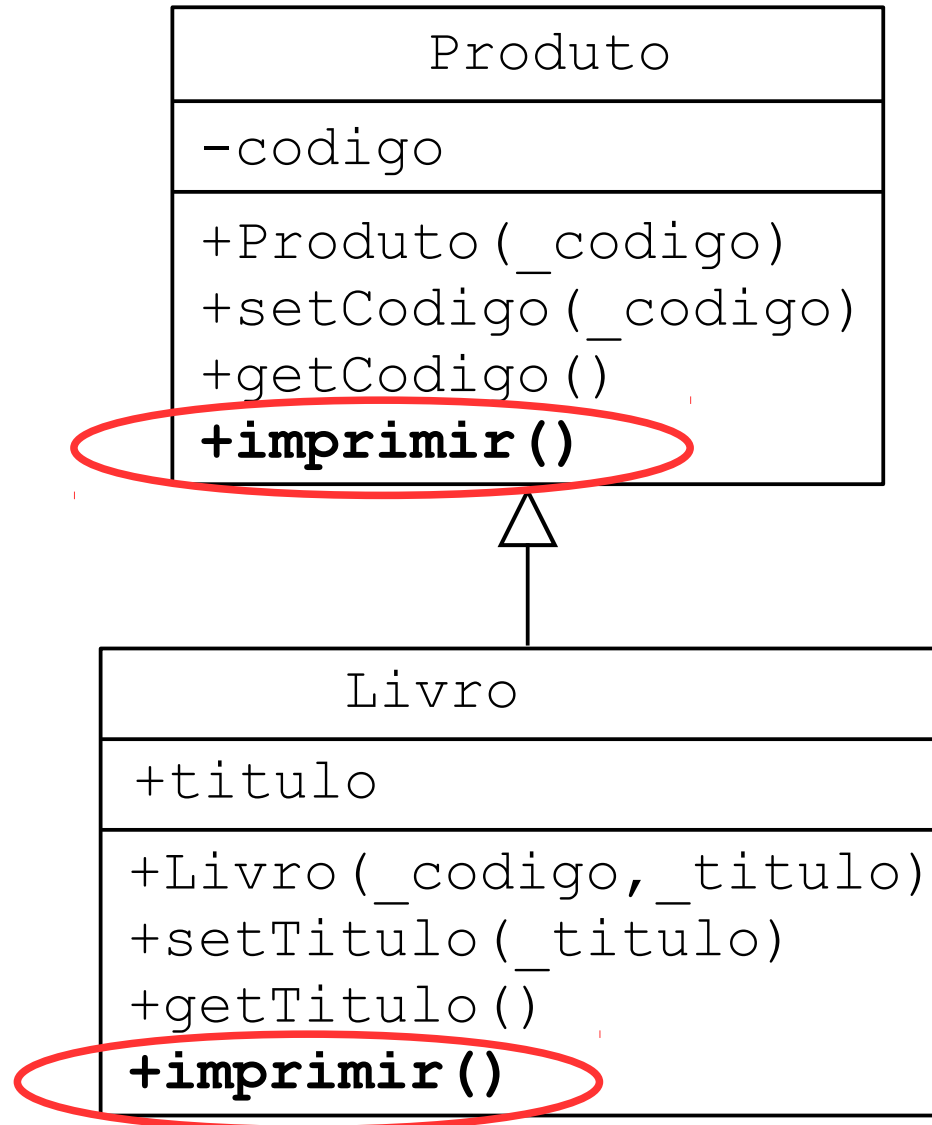 Produto
-codigo
+Produto(_codigo)
+setCodigo(_codigo)
+getCodigo()
+imprimir()
Livro
+titulo
+Livro(_codigo,_titulo)
+setTitulo(_titulo)
+getTitulo()
+imprimir()